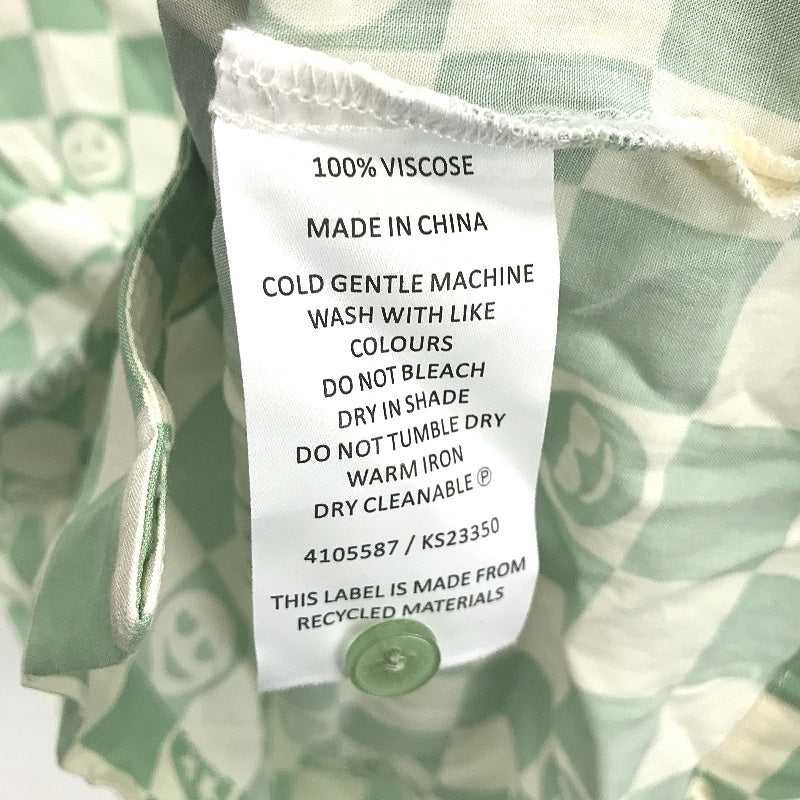 100% VISCOSE
MADE IN CHINA
COLD GENTLE MACHINE
WASH WITH LIKE
COLOURS
DO NOT BLEACH
DRY IN SHADE
DO NOT TUMBLE DRY
WARM IRON
DRY CLEANABLE Ⓟ
4105587 / KS23350
THIS LABEL IS MADE FROM
RECYCLED MATERIALS